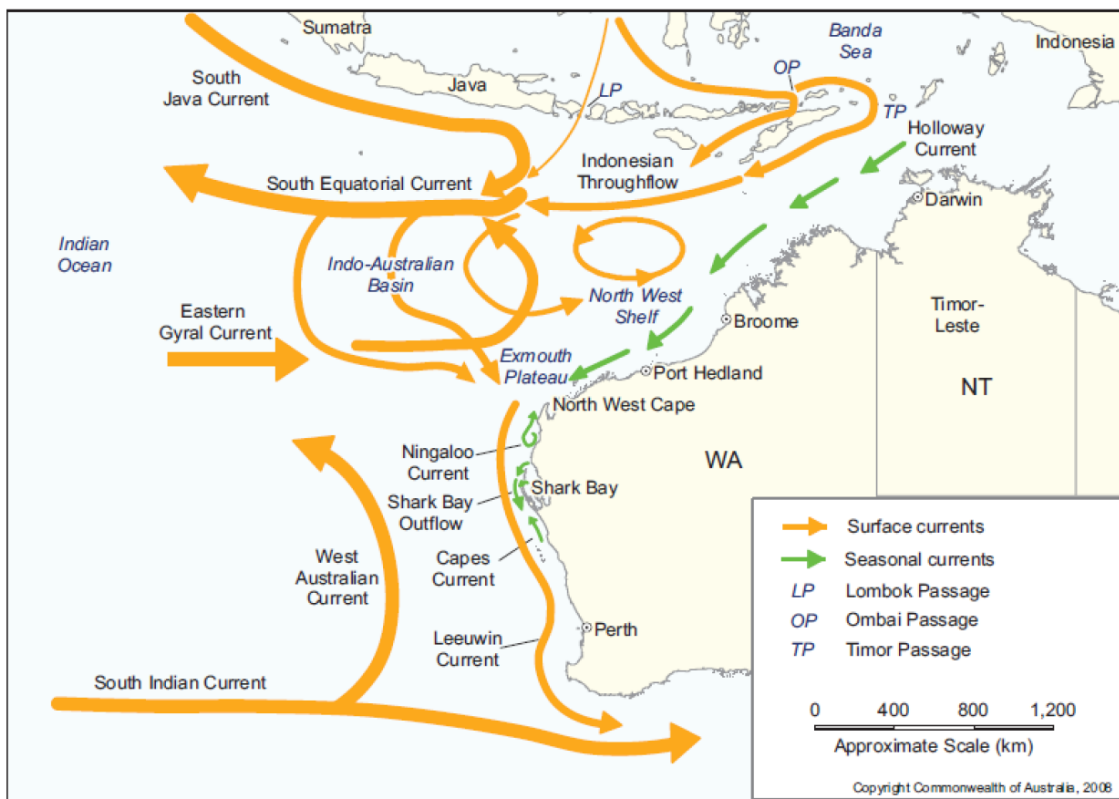 Sumatra
Banda
Sea
Indonesia
South
Java Current
Java
LP
OP
TP
Holloway
Current
Indonesian
Throughflow
South Equatorial Current
Darwin
Indian
Ocean
Indo-Australian
Basin
North West
Shelf
Eastern
Gyral Current
Broome
Timor-
Leste
Exmouth
Plateau
Port Hedland
NT
North West Cape
Ningaloo
Current
WA
Shark Bay
Shark Bay
Outflow
Capes
Current
West
Australian
Current
Leeuwin
Current
Perth
South Indian Current
Surface currents
Seasonal currents
LP Lombok Passage
OP Ombai Passage
TP Timor Passage
0 400 800 1,200
Approximate Scale (km)
Copyright Commonwealth of Australia, 2008